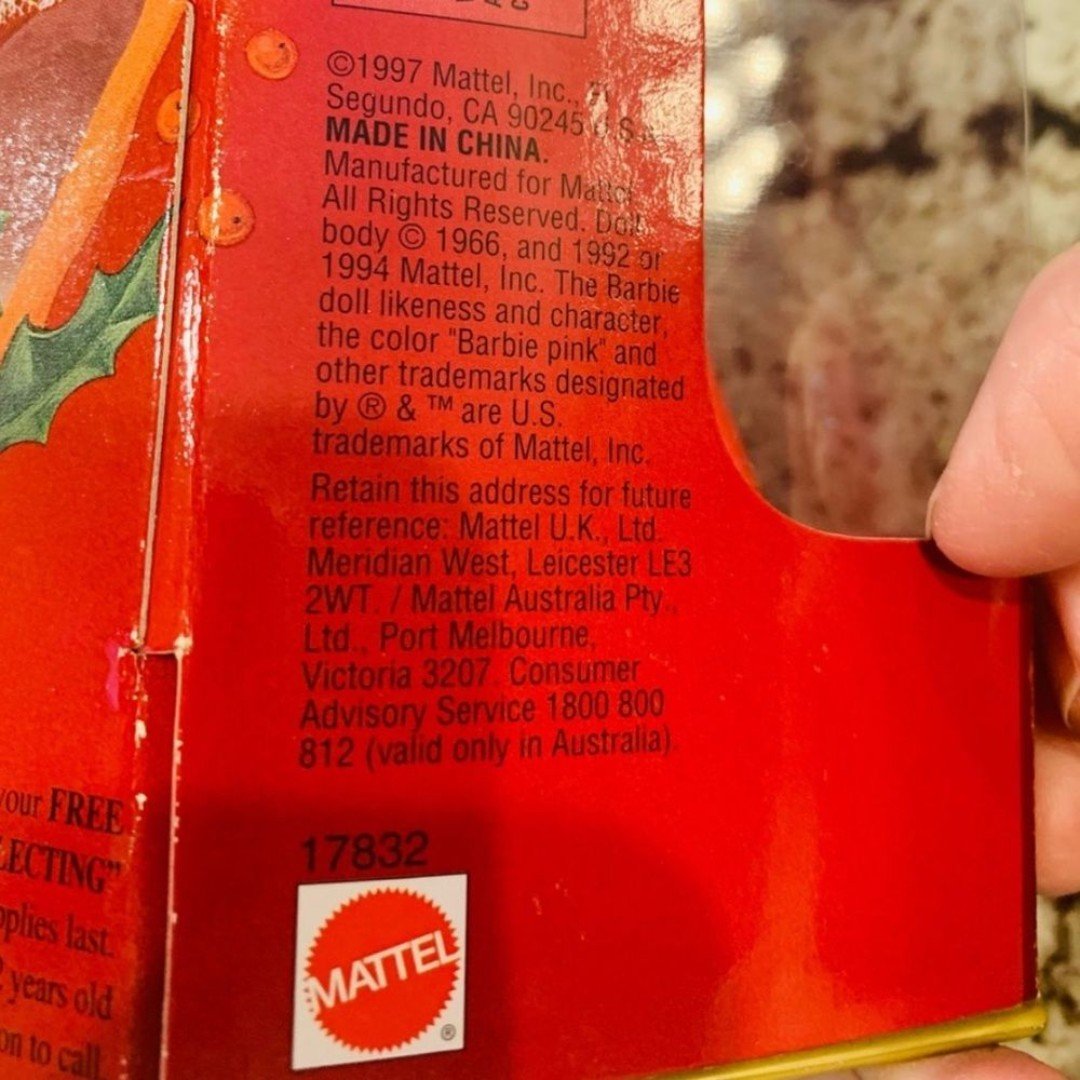 ©1997 Mattel, Inc.,
Segundo, CA 90245 U.S.A.
MADE IN CHINA.
Manufactured for Mattel
All Rights Reserved. Doll
body © 1966, and 1992 or
1994 Mattel, Inc. The Barbie
doll likeness and character,
the color "Barbie pink" and
other trademarks designated
by ® & ™ are U.S.
trademarks of Mattel, Inc.
Retain this address for future
reference: Mattel U.K., Ltd.
Meridian West, Leicester LE3
2WT. / Mattel Australia Pty.,
Ltd., Port Melbourne,
Victoria 3207. Consumer
Advisory Service 1800 800
812 (valid only in Australia).
17832
MATTEL
®
your FREE
LECTING"
pplies last.
years old
on to call